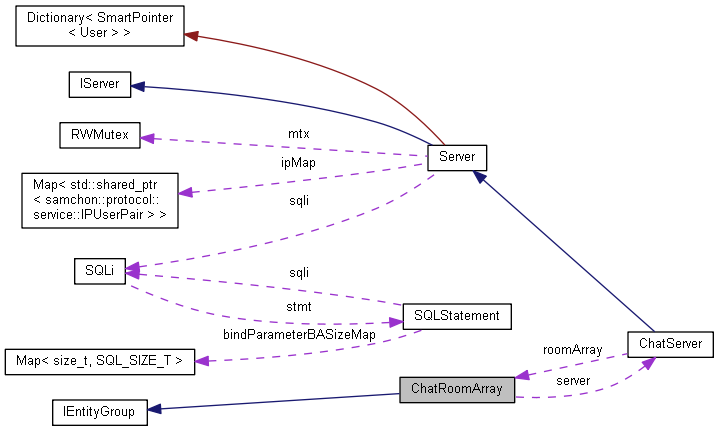 Dictionary< SmartPointer
< User > >
IServer
RWMutex
mtx
Server
ipMap
Map< std::shared_ptr
< samchon::protocol::
service::IPUserPair > >
sqli
SQLi
sqli
stmt
SQLStatement
bindParameterBASizeMap
ChatServer
roomArray
Map< size_t, SQL_SIZE_T >
server
ChatRoomArray
IEntityGroup